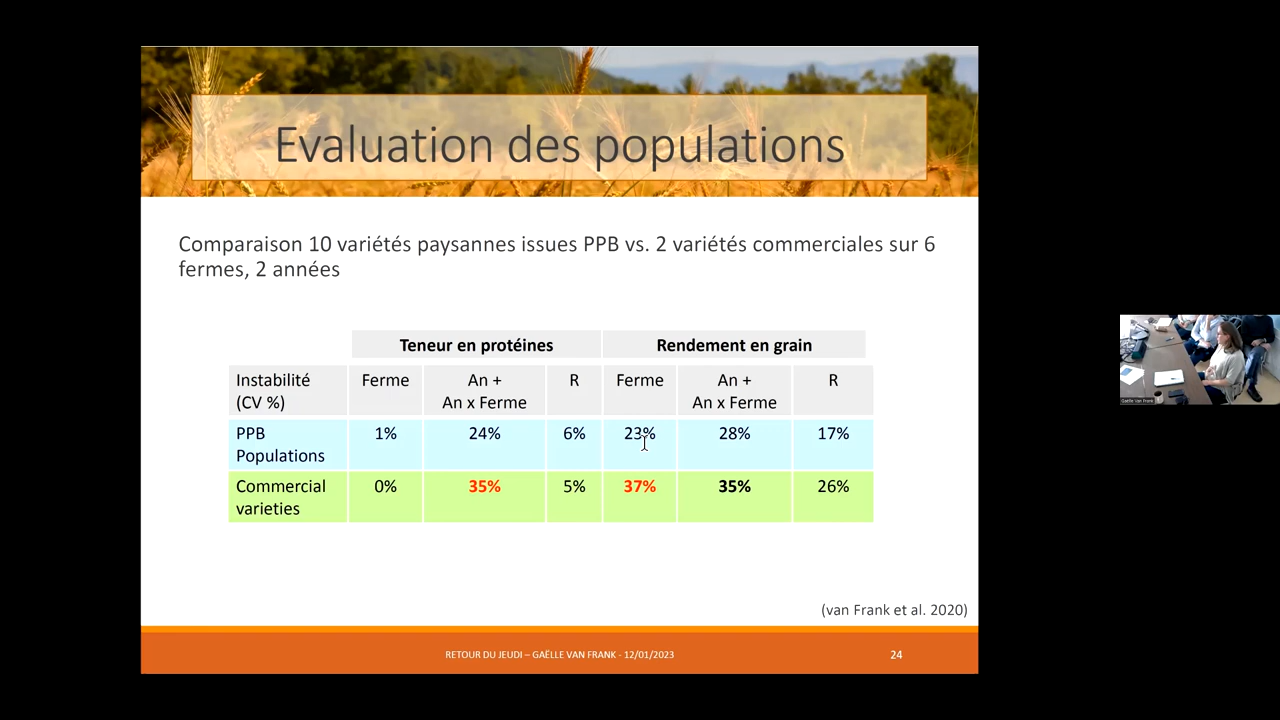 Evaluation des populations
Comparaison 10 variétés paysannes issues PPB vs. 2 variétés commerciales sur 6
fermes, 2 années
Teneur en protéines Rendement en grain
Instabilité (CV %) Ferme An + An x Ferme R Ferme An + An x Ferme R
PPB Populations 1% 24% 6% 23% 28% 17%
Commercial varieties 0% 35% 5% 37% 35% 26%
(van Frank et al. 2020)
RETOUR DU JEUDI – GAËLLE VAN FRANK - 12/01/2023 24
Gaëlle Van Frank